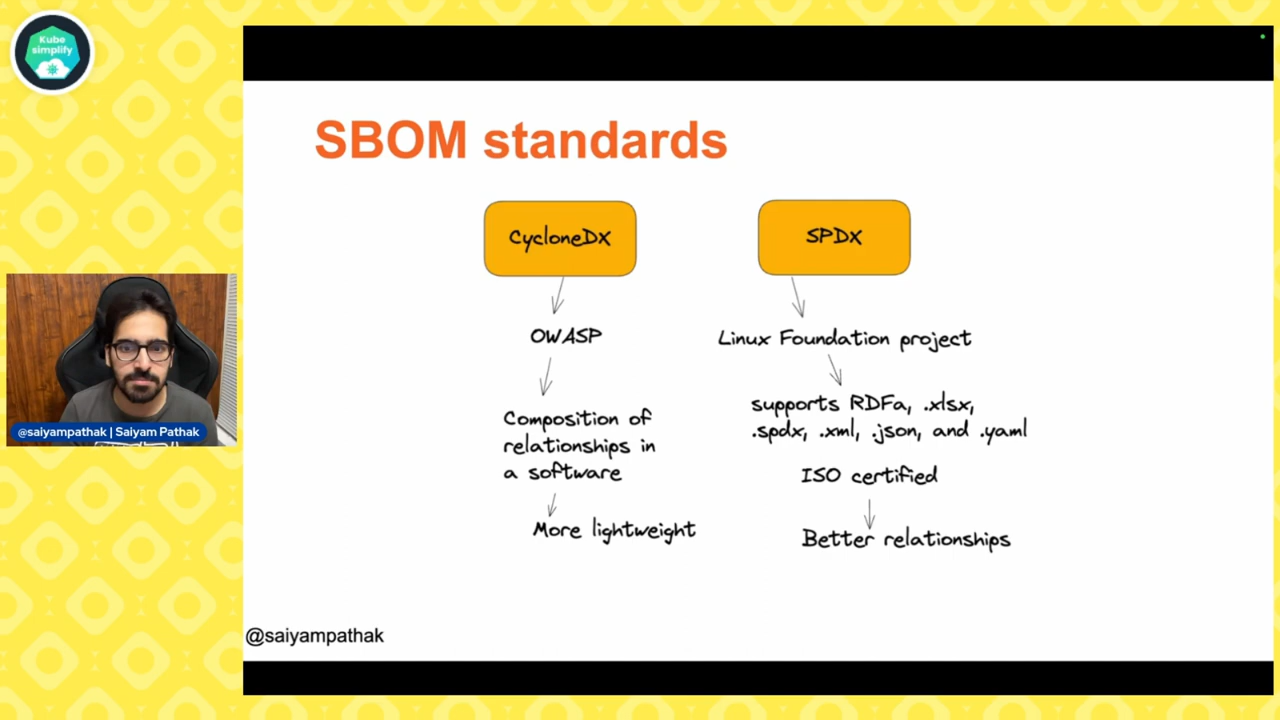 Kube
simplify
SBOM standards
CycloneDX
OWASP
Composition of
relationships in
a software
More lightweight
SPDX
Linux Foundation project
supports RDFa, .xlsx,
.spdx, .xml, .json, and .yaml
ISO certified
Better relationships
@saiyampathak | Saiyam Pathak
@saiyampathak